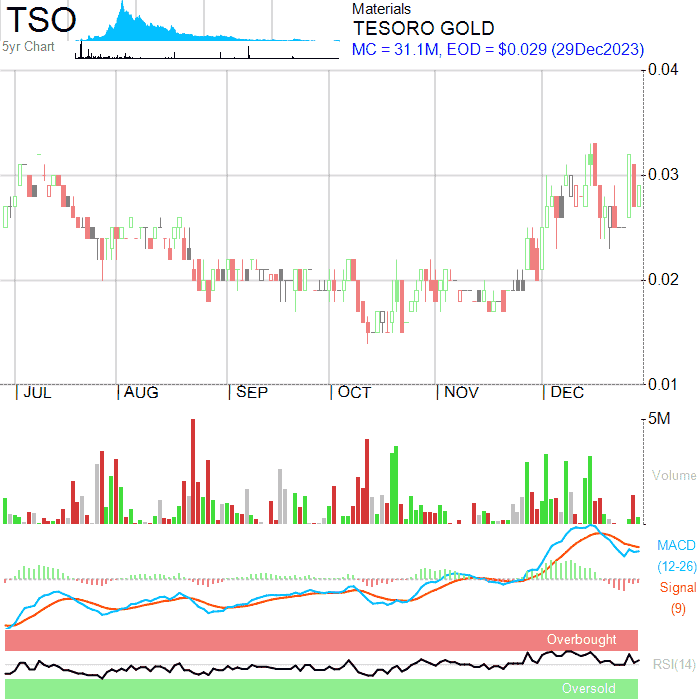 TSO
5yr Chart
Materials
TESORO GOLD
MC = 31.1M, EOD = $0.029 (29Dec2023)
0.04
0.03
0.02
0.01
JUL AUG SEP OCT NOV DEC
5M
Volume
MACD
(12-26)
Signal
(9)
Overbought
RSI(14)
Oversold